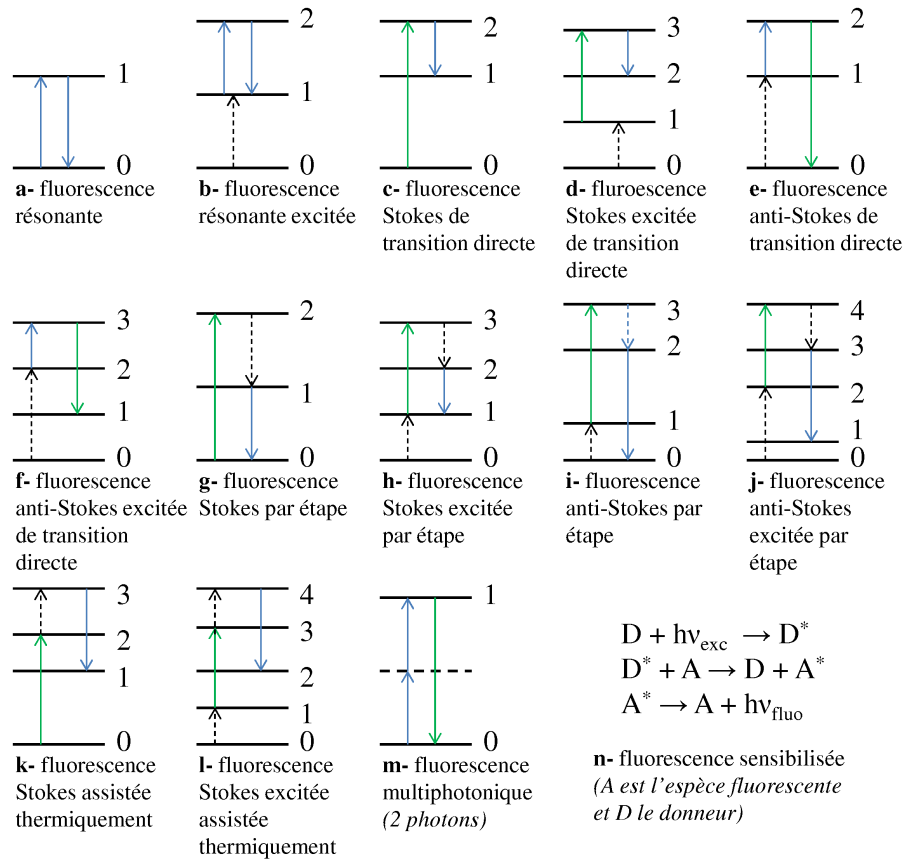 1
0
a- fluorescence
résonante
2
1
0
b- fluorescence
résonante excitée
2
1
0
c- fluorescence
Stokes de
transition directe
3
2
1
0
d- fluroescence
Stokes excitée
de transition
directe
2
1
0
e- fluorescence
anti-Stokes de
transition directe
3
2
1
0
f- fluorescence
anti-Stokes excitée
de transition
directe
2
1
0
g- fluorescence
Stokes par étape
3
2
1
0
h- fluorescence
Stokes excitée
par étape
3
2
1
0
i- fluorescence
anti-Stokes par
étape
4
3
2
1
0
j- fluorescence
anti-Stokes
excitée par
étape
3
2
1
0
k- fluorescence
Stokes assistée
thermiquement
4
3
2
1
0
l- fluorescence
Stokes excitée
assistée
thermiquement
1
0
m- fluorescence
multiphotonique
(2 photons)
D + hνexc → D*
D* + A → D + A*
A* → A + hνfluo
n- fluorescence sensibilisée
(A est l'espèce fluorescente
et D le donneur)